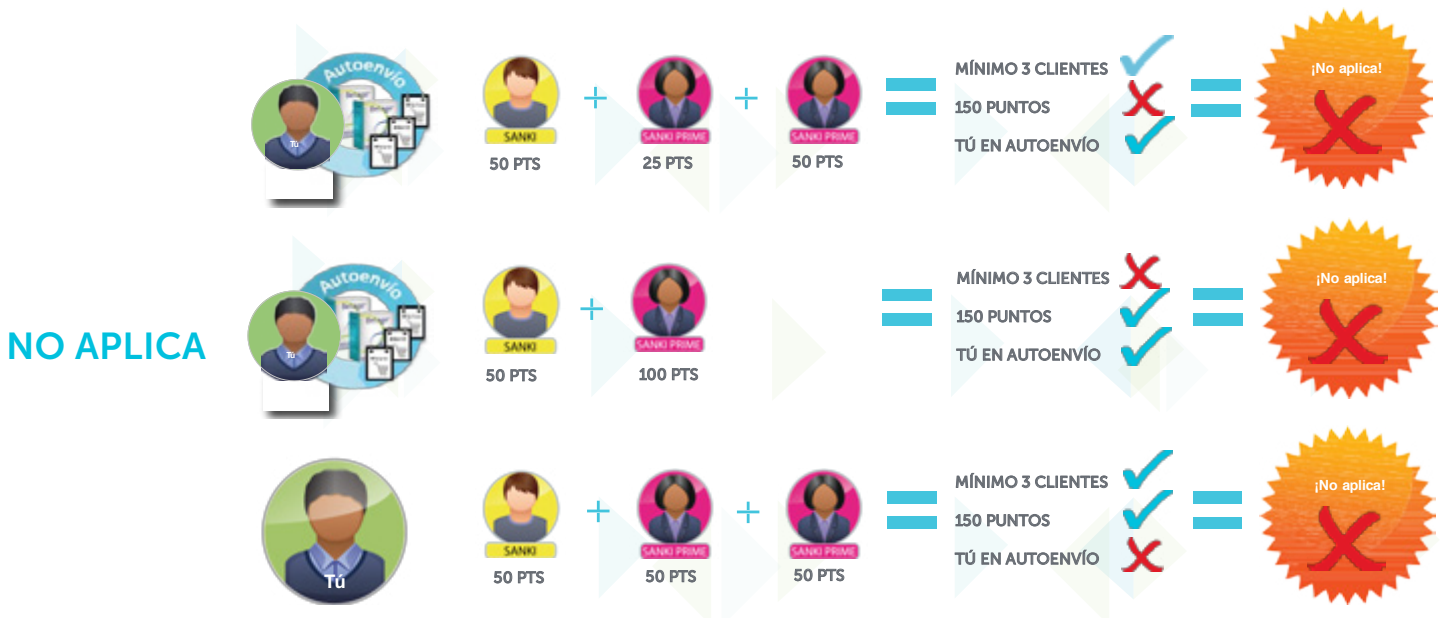 Autoenvío
Tú
SANKI
50 PTS
+
SANKI PRIME
25 PTS
+
SANKI PRIME
50 PTS
MÍNIMO 3 CLIENTES
150 PUNTOS
TÚ EN AUTOENVÍO
¡No aplica!
NO APLICA
Autoenvío
Tú
SANKI
50 PTS
+
SANKI PRIME
100 PTS
MÍNIMO 3 CLIENTES
150 PUNTOS
TÚ EN AUTOENVÍO
¡No aplica!
Tú
SANKI
50 PTS
+
SANKI PRIME
50 PTS
+
SANKI PRIME
50 PTS
MÍNIMO 3 CLIENTES
150 PUNTOS
TÚ EN AUTOENVÍO
¡No aplica!